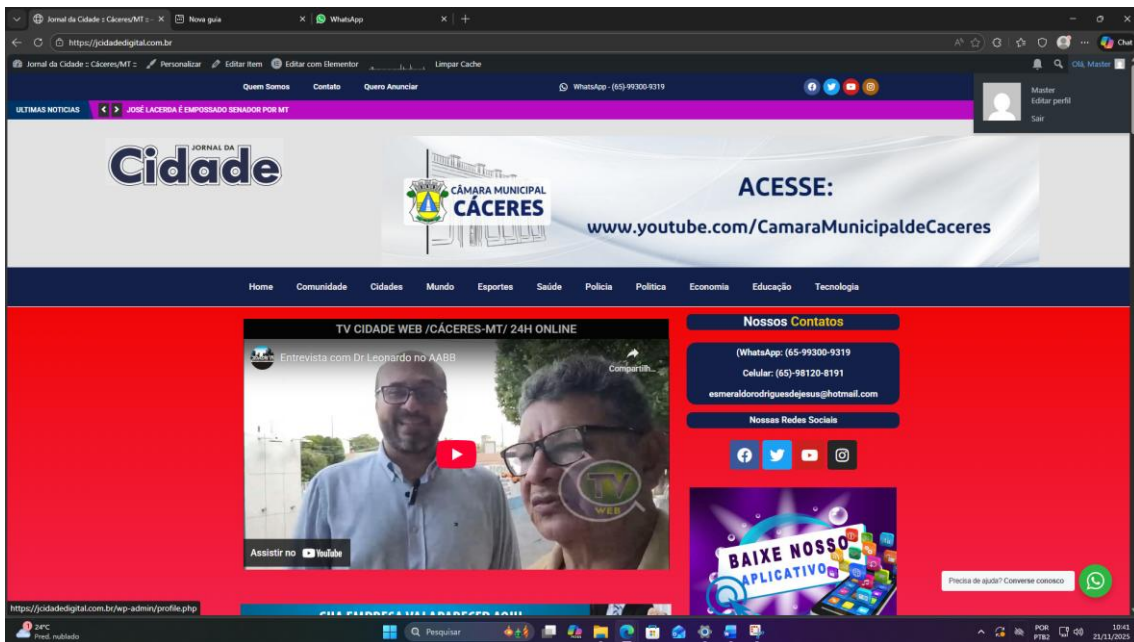 Jornal da Cidade :: Cáceres/MT ::
Nova guia
WhatsApp
https://jcidadedigital.com.br
Chat
Jornal da Cidade :: Cáceres/MT ::
Personalizar
Editar Item
Editar com Elementor
Limpar Cache
Olá, Master
Quem Somos
Contato
Quero Anunciar
WhatsApp - (65)-99300-9319
Master
Editar perfil
Sair
ULTIMAS NOTICIAS
JOSÉ LACERDA É EMPOSSADO SENADOR POR MT
JORNAL DA
Cidade
CÂMARA MUNICIPAL
CÁCERES
ACESSE:
www.youtube.com/CamaraMunicipaldeCaceres
Home
Comunidade
Cidades
Mundo
Esportes
Saúde
Policia
Politica
Economia
Educação
Tecnologia
TV CIDADE WEB /CÁCERES-MT/ 24H ONLINE
Entrevista com Dr Leonardo no AABB
Compartilh...
TV
WEB
Assistir no YouTube
Nossos Contatos
(WhatsApp: (65-99300-9319
Celular: (65)-98120-8191
esmeraldorodriguesdejesus@hotmail.com
Nossas Redes Sociais
BAIXE NOSSO
APLICATIVO
Precisa de ajuda? Converse conosco
https://jcidadedigital.com.br/wp-admin/profile.php
24°C
Pred. nublado
Pesquisar
POR
PTB2
10:41
21/11/2025